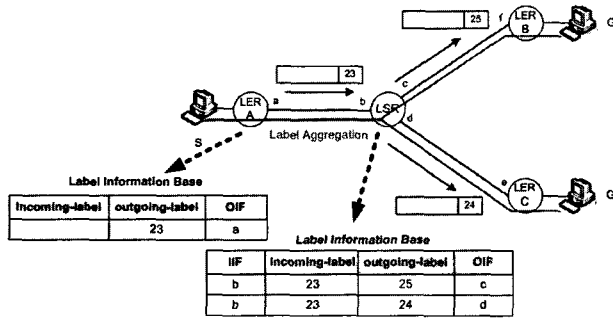 25
f
LER
B
G
23
c
LER
A
a
b
LSR
d
Label Aggregation
S
e
LER
C
G
24
Label Information Base
Incoming-label outgoing-label OIF
23 a
Label Information Base
IIF Incoming-label outgoing-label OIF
b 23 25 c
b 23 24 d